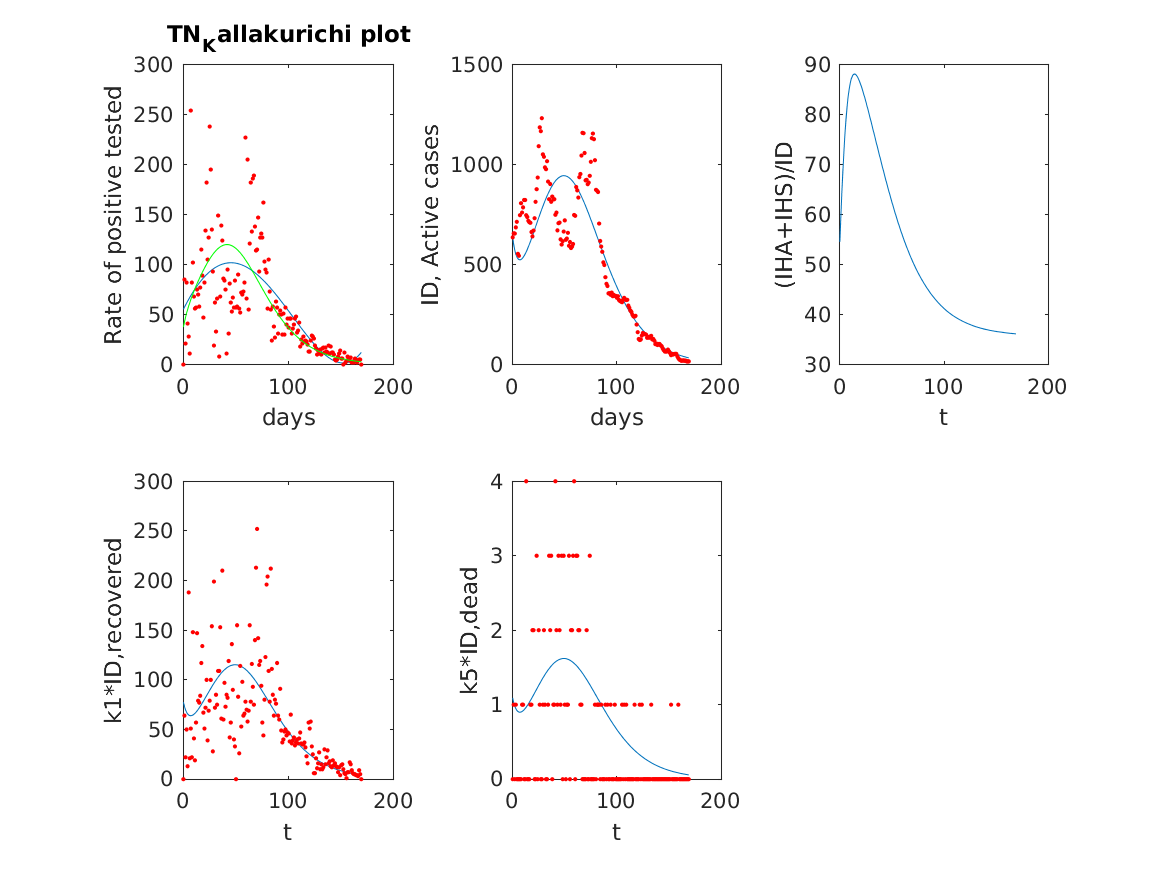 TNKallakurichi plot
300
250
200
150
100
50
0
Rate of positive tested
0 100 200
days
1500
1000
500
0
ID, Active cases
0 100 200
days
90
80
70
60
50
40
30
(IHA+IHS)/ID
0 100 200
t
300
250
200
150
100
50
0
k1*ID,recovered
0 100 200
t
4
3
2
1
0
k5*ID,dead
0 100 200
t